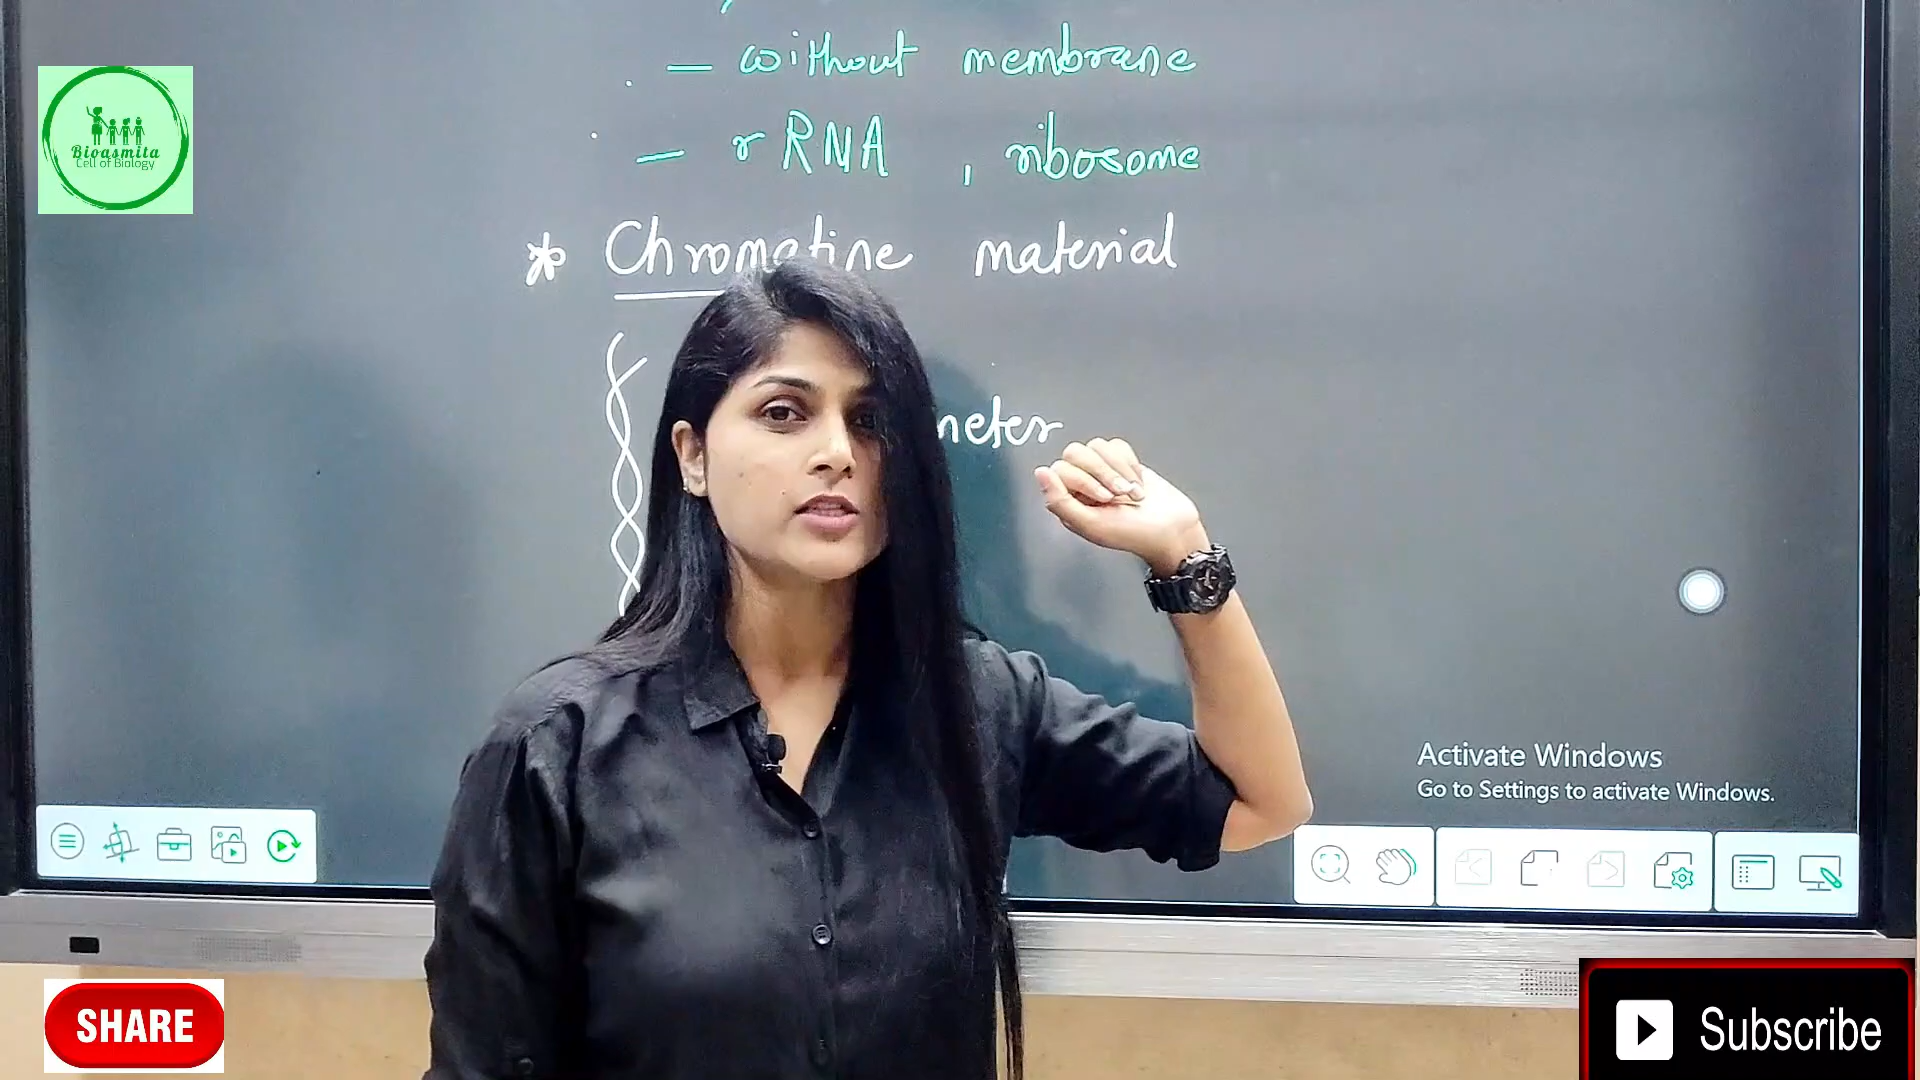 - without membrane
- rRNA, ribosome
* Chromatine material
meter
Bioasmita
Cell of Biology
Activate Windows
Go to Settings to activate Windows.
SHARE
Subscribe